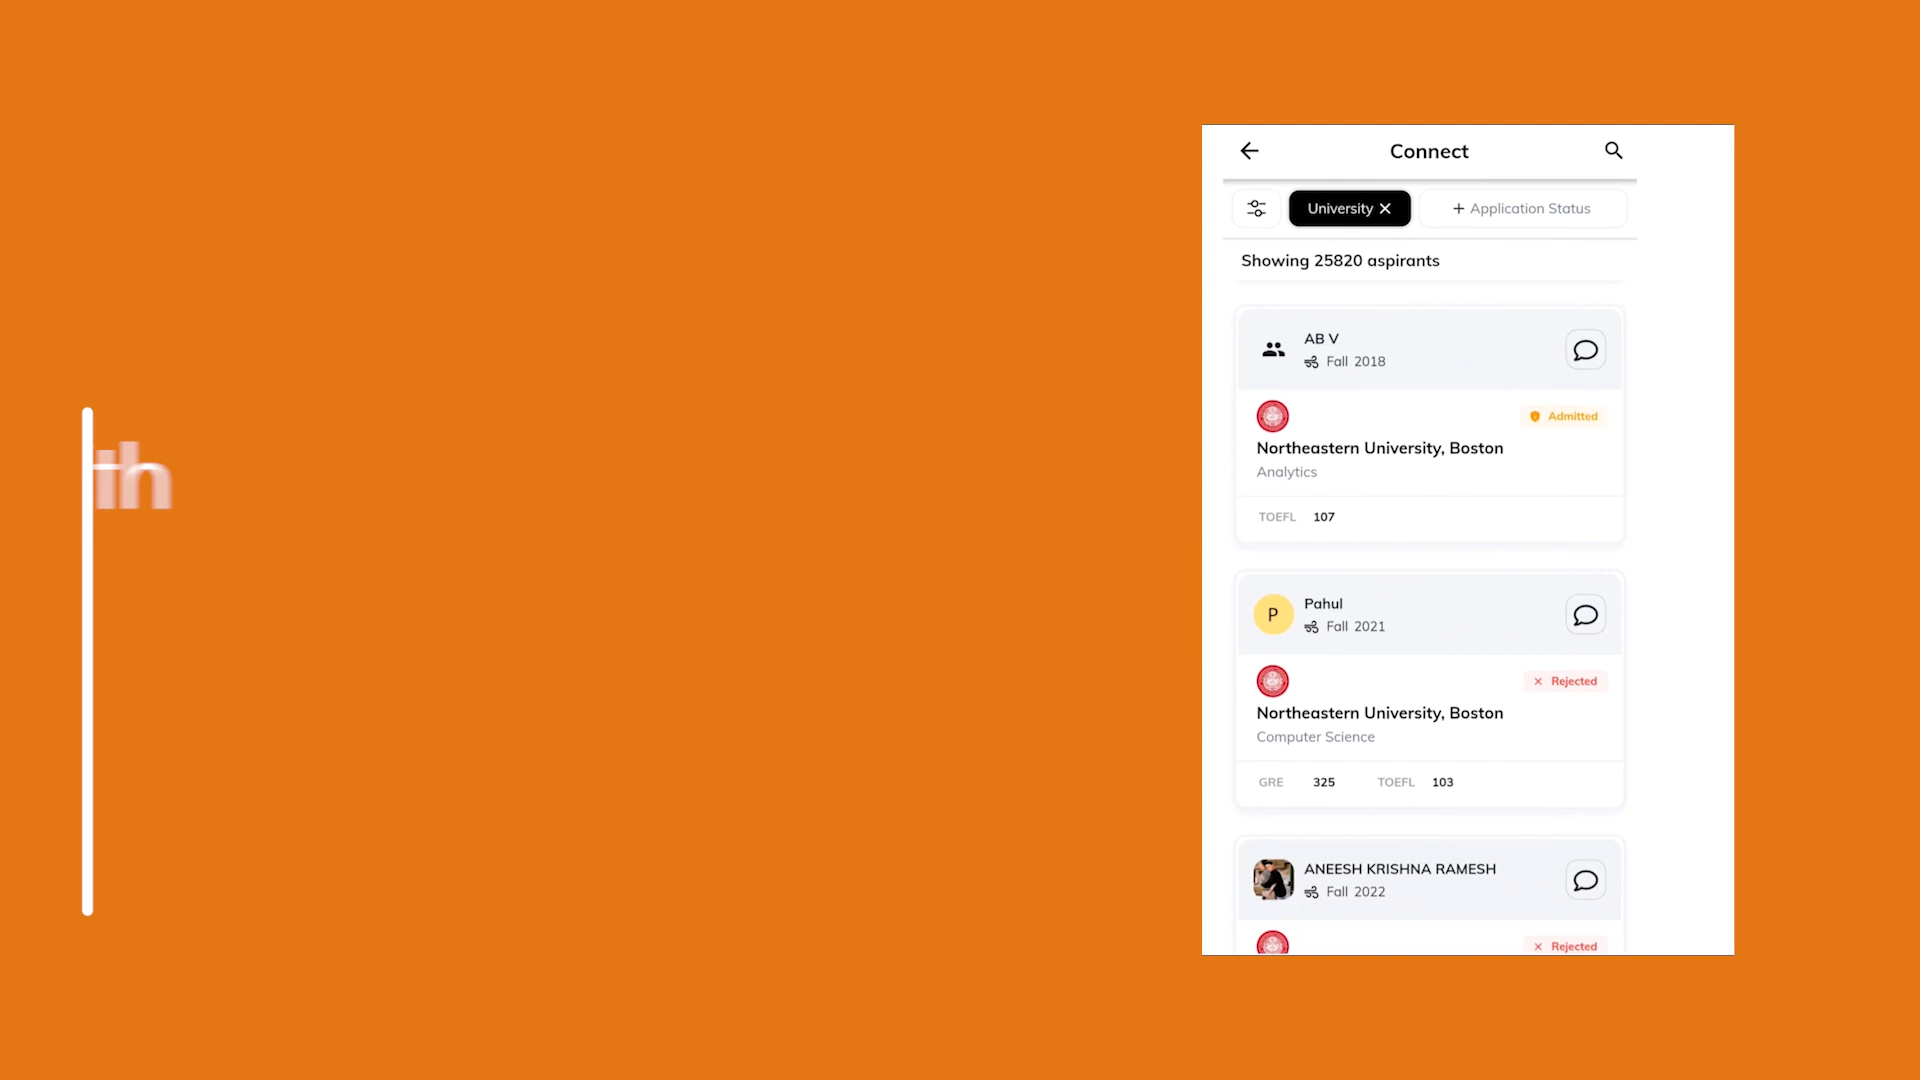 Connect
University
+ Application Status
Showing 25820 aspirants
AB V
Fall 2018
Admitted
Northeastern University, Boston
Analytics
TOEFL 107
P
Pahul
Fall 2021
Rejected
Northeastern University, Boston
Computer Science
GRE 325 TOEFL 103
ANEESH KRISHNA RAMESH
Fall 2022
Rejected